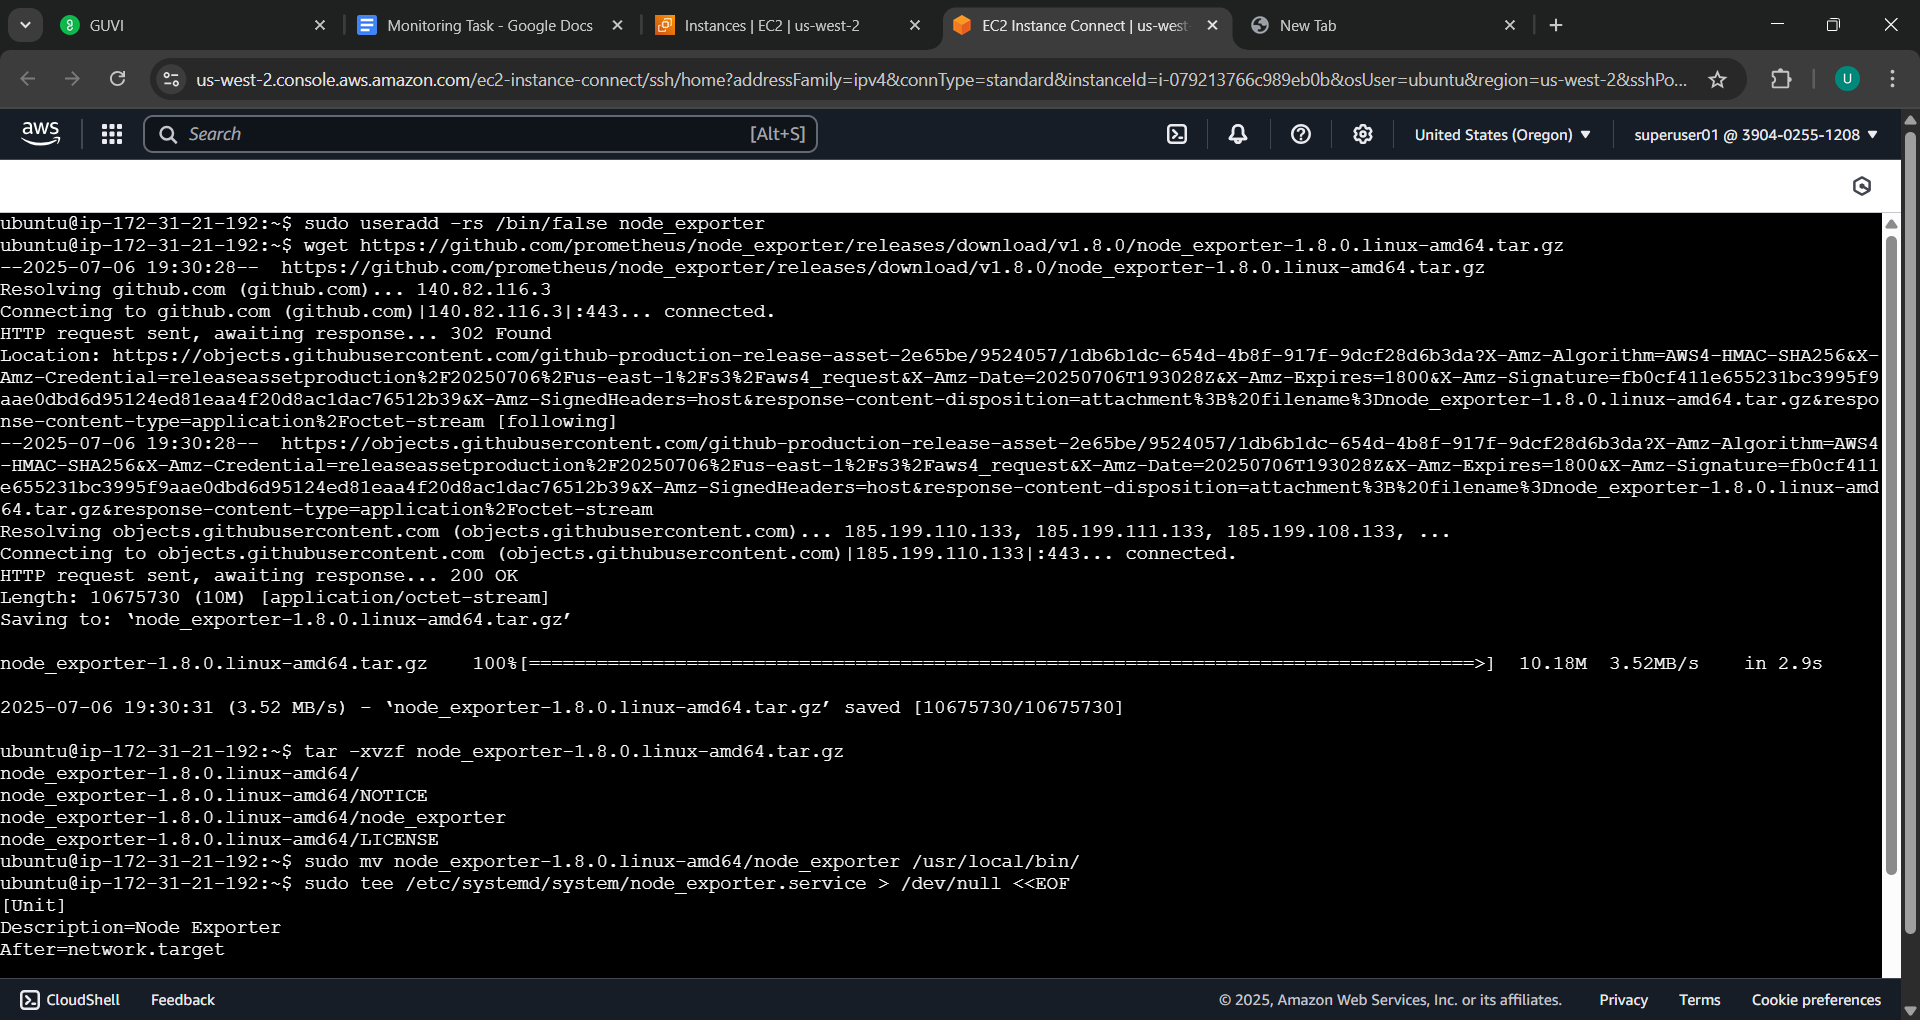 GUVI
Monitoring Task - Google Docs
Instances | EC2 | us-west-2
EC2 Instance Connect | us-west
New Tab
us-west-2.console.aws.amazon.com/ec2-instance-connect/ssh/home?addressFamily=ipv4&connType=standard&instanceId=i-079213766c989eb0b&osUser=ubuntu&region=us-west-2&sshPo...
U
aws
Search
[Alt+S]
United States (Oregon)
superuser01 @ 3904-0255-1208
ubuntu@ip-172-31-21-192:~$ sudo useradd -rs /bin/false node_exporter
ubuntu@ip-172-31-21-192:~$ wget https://github.com/prometheus/node_exporter/releases/download/v1.8.0/node_exporter-1.8.0.linux-amd64.tar.gz
--2025-07-06 19:30:28--  https://github.com/prometheus/node_exporter/releases/download/v1.8.0/node_exporter-1.8.0.linux-amd64.tar.gz
Resolving github.com (github.com)... 140.82.116.3
Connecting to github.com (github.com)|140.82.116.3|:443... connected.
HTTP request sent, awaiting response... 302 Found
Location: https://objects.githubusercontent.com/github-production-release-asset-2e65be/9524057/1db6b1dc-654d-4b8f-917f-9dcf28d6b3da?X-Amz-Algorithm=AWS4-HMAC-SHA256&X-
Amz-Credential=releaseassetproduction%2F20250706%2Fus-east-1%2Fs3%2Faws4_request&X-Amz-Date=20250706T193028Z&X-Amz-Expires=1800&X-Amz-Signature=fb0cf411e655231bc3995f9
aae0dbd6d95124ed81eaa4f20d8ac1dac76512b39&X-Amz-SignedHeaders=host&response-content-disposition=attachment%3B%20filename%3Dnode_exporter-1.8.0.linux-amd64.tar.gz&respo
nse-content-type=application%2Foctet-stream [following]
--2025-07-06 19:30:28--  https://objects.githubusercontent.com/github-production-release-asset-2e65be/9524057/1db6b1dc-654d-4b8f-917f-9dcf28d6b3da?X-Amz-Algorithm=AWS4
-HMAC-SHA256&X-Amz-Credential=releaseassetproduction%2F20250706%2Fus-east-1%2Fs3%2Faws4_request&X-Amz-Date=20250706T193028Z&X-Amz-Expires=1800&X-Amz-Signature=fb0cf411
e655231bc3995f9aae0dbd6d95124ed81eaa4f20d8ac1dac76512b39&X-Amz-SignedHeaders=host&response-content-disposition=attachment%3B%20filename%3Dnode_exporter-1.8.0.linux-amd
64.tar.gz&response-content-type=application%2Foctet-stream
Resolving objects.githubusercontent.com (objects.githubusercontent.com)... 185.199.110.133, 185.199.111.133, 185.199.108.133, ...
Connecting to objects.githubusercontent.com (objects.githubusercontent.com)|185.199.110.133|:443... connected.
HTTP request sent, awaiting response... 200 OK
Length: 10675730 (10M) [application/octet-stream]
Saving to: ‘node_exporter-1.8.0.linux-amd64.tar.gz’
node_exporter-1.8.0.linux-amd64.tar.gz    100%[====================================================================================>]  10.18M  3.52MB/s    in 2.9s
2025-07-06 19:30:31 (3.52 MB/s) - ‘node_exporter-1.8.0.linux-amd64.tar.gz’ saved [10675730/10675730]
ubuntu@ip-172-31-21-192:~$ tar -xvzf node_exporter-1.8.0.linux-amd64.tar.gz
node_exporter-1.8.0.linux-amd64/
node_exporter-1.8.0.linux-amd64/NOTICE
node_exporter-1.8.0.linux-amd64/node_exporter
node_exporter-1.8.0.linux-amd64/LICENSE
ubuntu@ip-172-31-21-192:~$ sudo mv node_exporter-1.8.0.linux-amd64/node_exporter /usr/local/bin/
ubuntu@ip-172-31-21-192:~$ sudo tee /etc/systemd/system/node_exporter.service > /dev/null <<EOF
[Unit]
Description=Node Exporter
After=network.target
CloudShell
Feedback
© 2025, Amazon Web Services, Inc. or its affiliates.
Privacy
Terms
Cookie preferences